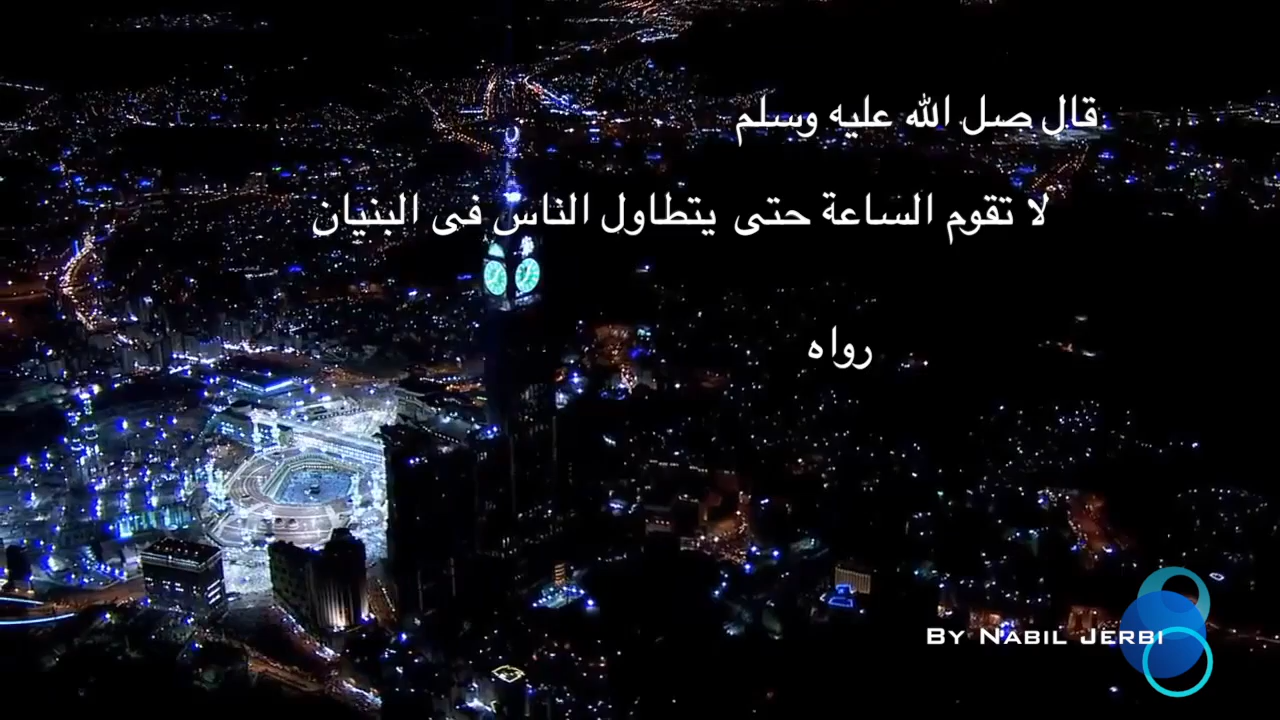 قال صل الله عليه وسلم
لا تقوم الساعة حتى يتطاول الناس فى البنيان
رواه
By Nabil Jerbi